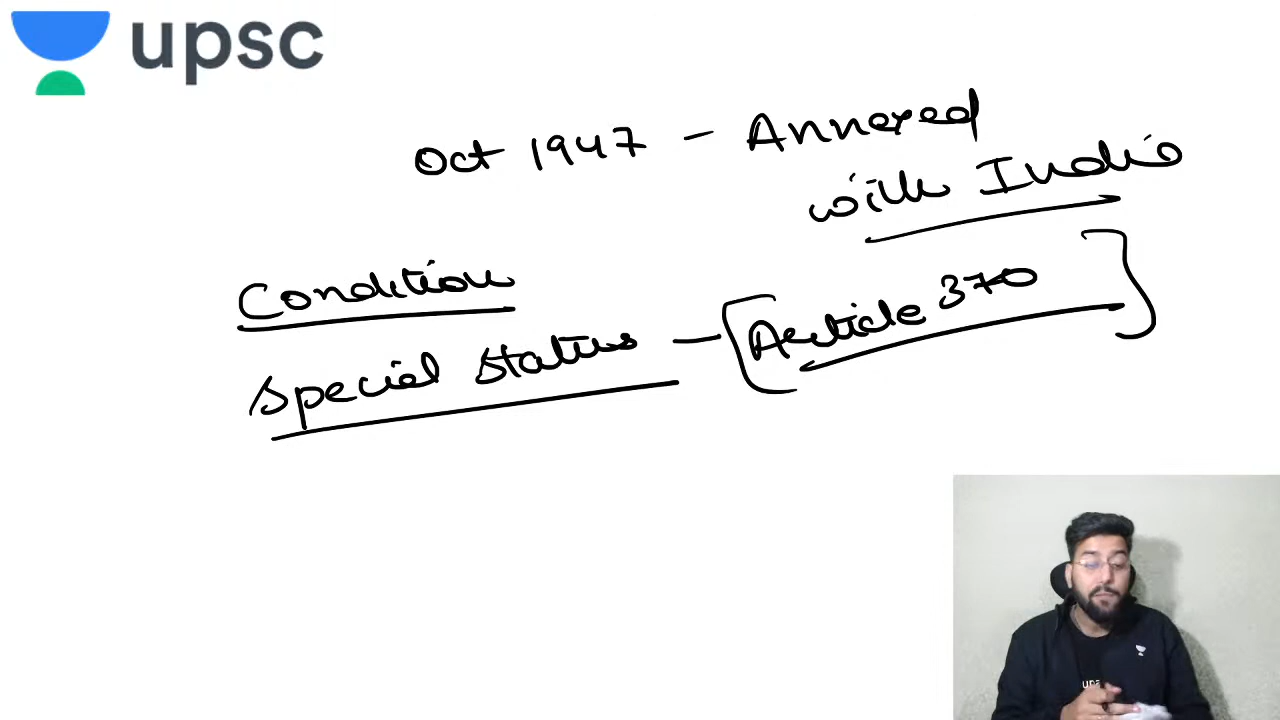 upsc
Oct 1947 - Annexed
with India
Condition
Special Status - [Article 370]